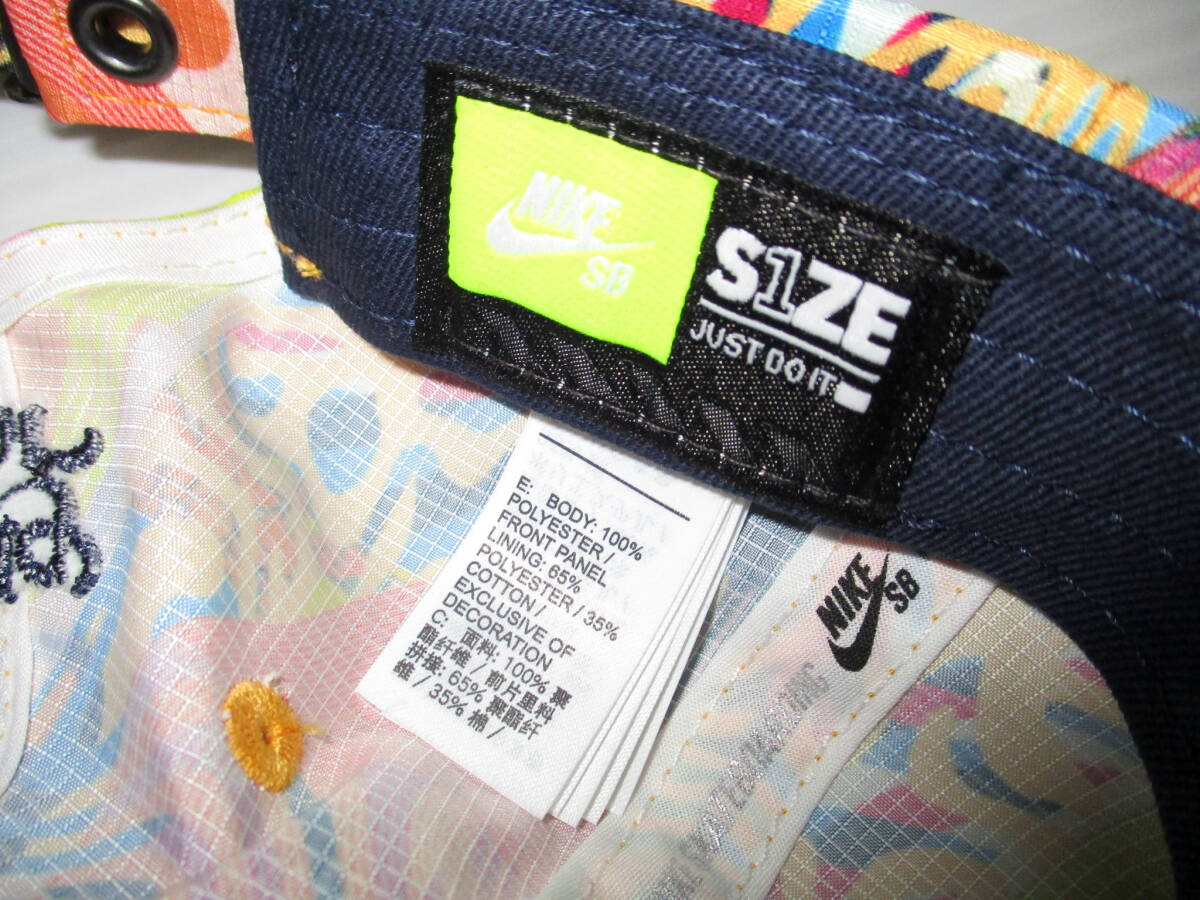 NIKE
SB
S1ZE
JUST DO IT
E: BODY: 100%
POLYESTER /
FRONT PANEL
LINING: 65%
POLYESTER / 35%
COTTON /
EXCLUSIVE OF
DECORATION
C: 面料: 100% 聚
酯纤维 / 前片里料
拼接: 65% 聚酯纤
维 / 35% 棉 /
NIKE
SB